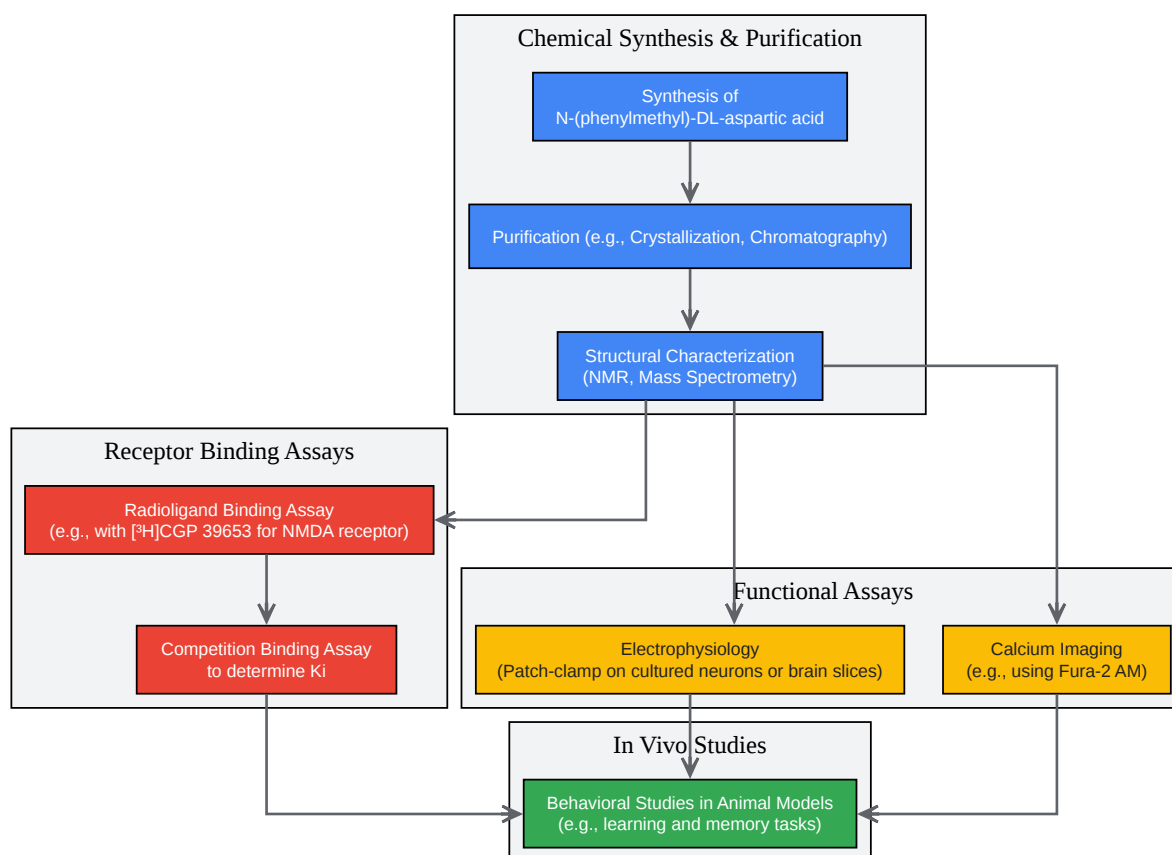 Chemical Synthesis & Purification
Synthesis of
N-(phenylmethyl)-DL-aspartic acid
Purification (e.g., Crystallization, Chromatography)
Structural Characterization
(NMR, Mass Spectrometry)
Receptor Binding Assays
Radioligand Binding Assay
(e.g., with [³H]CGP 39653 for NMDA receptor)
Competition Binding Assay
to determine Ki
Functional Assays
Electrophysiology
(Patch-clamp on cultured neurons or brain slices)
Calcium Imaging
(e.g., using Fura-2 AM)
In Vivo Studies
Behavioral Studies in Animal Models
(e.g., learning and memory tasks)